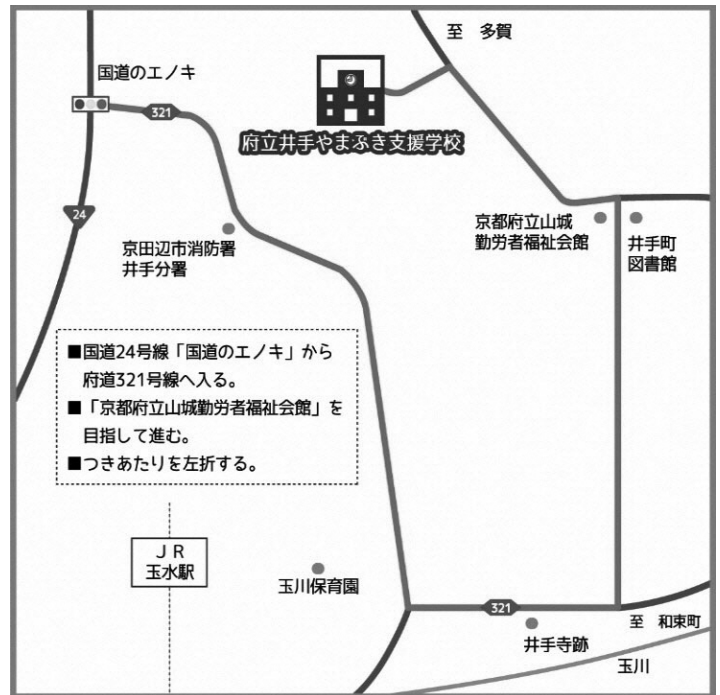 至 多賀
国道のエノキ
321
府立井手やまぶき支援学校
24
京田辺市消防署
井手分署
京都府立山城
勤労者福祉会館
井手町
図書館
■国道24号線「国道のエノキ」から
府道321号線へ入る。
■「京都府立山城勤労者福祉会館」を
目指して進む。
■つきあたりを左折する。
ＪＲ
玉水駅
玉川保育園
321
井手寺跡
至 和束町
玉川